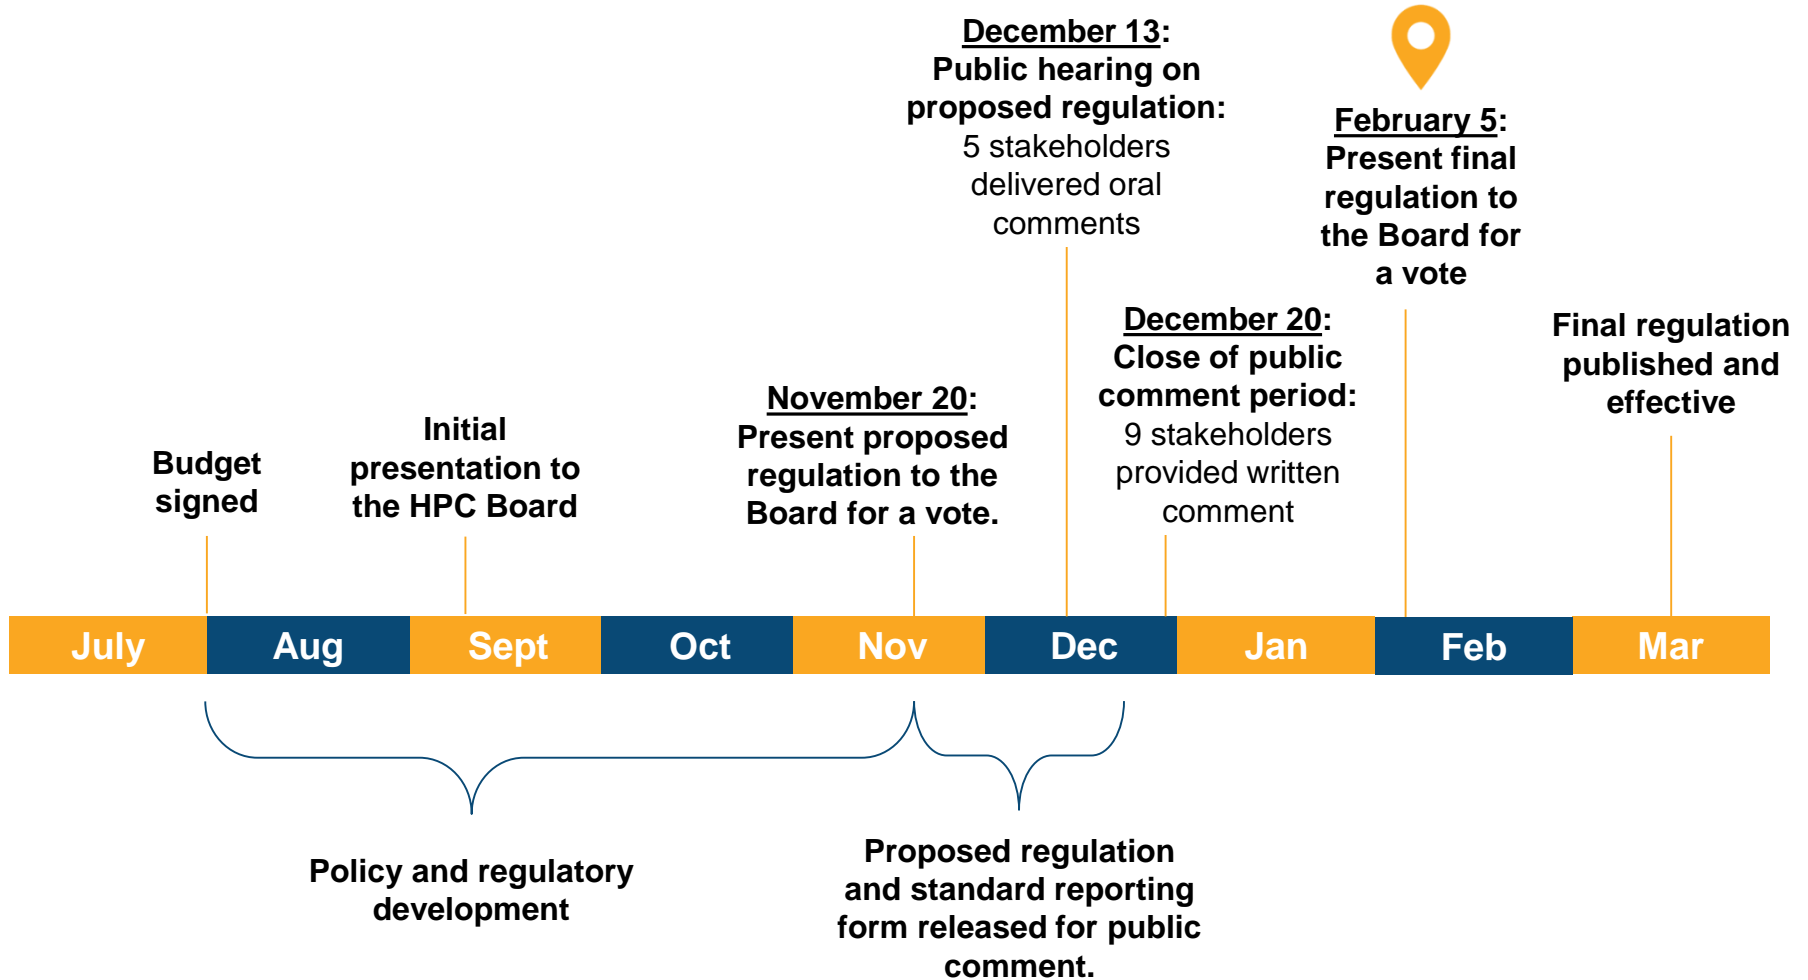 December 13:
Public hearing on
proposed regulation:
5 stakeholders
delivered oral
comments
February 5:
Present final
regulation to
the Board for
a vote
December 20:
Close of public
comment period:
9 stakeholders
provided written
comment
Final regulation
published and
effective
November 20:
Present proposed
regulation to the
Board for a vote.
Initial
presentation to
the HPC Board
Budget
signed
July Aug Sept Oct Nov Dec Jan Feb Mar
Policy and regulatory
development
Proposed regulation
and standard reporting
form released for public
comment.